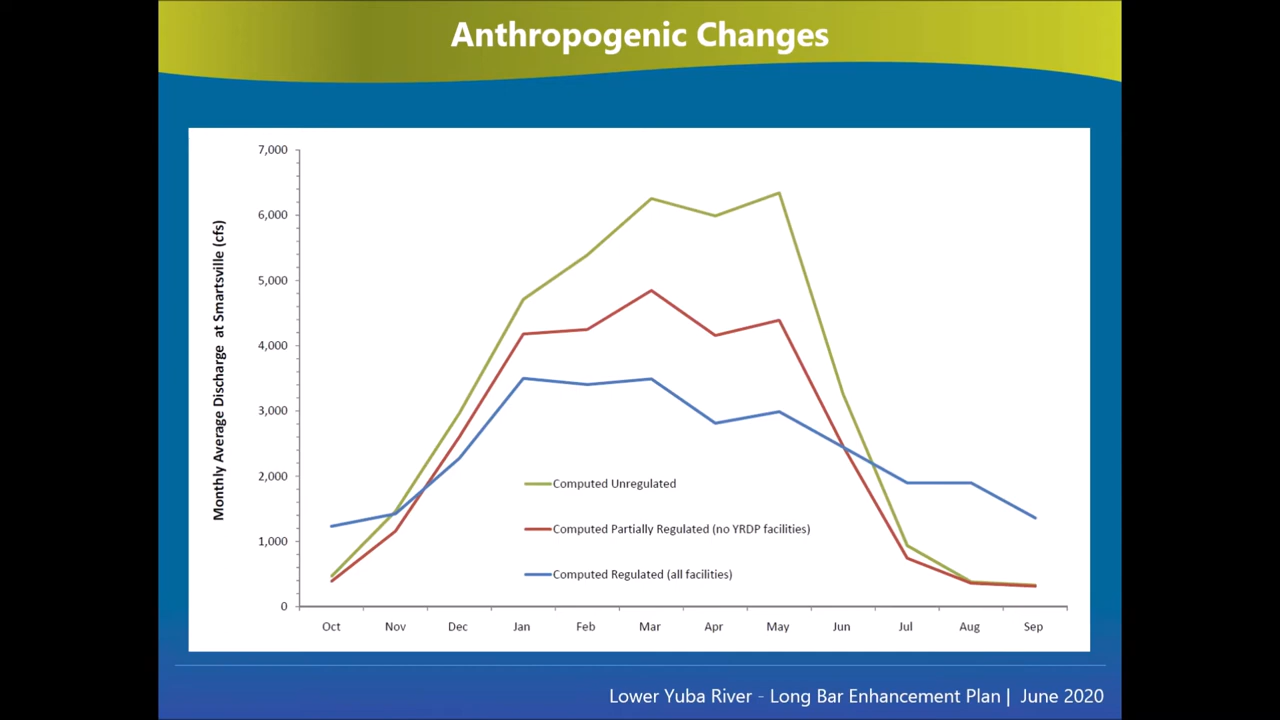 Anthropogenic Changes
7,000
6,000
5,000
4,000
3,000
2,000
1,000
0
Monthly Average Discharge at Smartsville (cfs)
Computed Unregulated
Computed Partially Regulated (no YRDP facilities)
Computed Regulated (all facilities)
Oct Nov Dec Jan Feb Mar Apr May Jun Jul Aug Sep
Lower Yuba River - Long Bar Enhancement Plan | June 2020